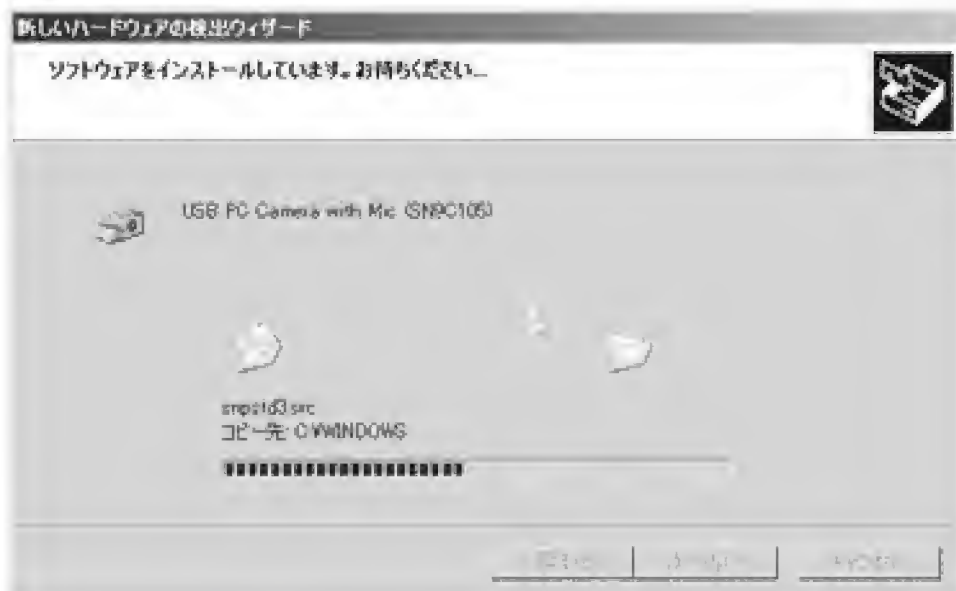 新しいハードウェアの検出ウィザード
ソフトウェアをインストールしています。お待ちください...
USB PC Camera with Mic (SN9C105)
snpstd3.src
コピー先: C:¥WINDOWS